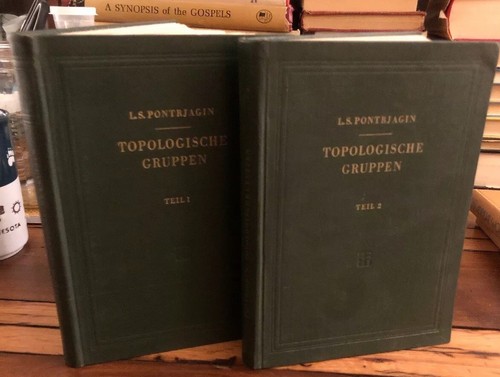 A SYNOPSIS of the GOSPELS
L.S. PONTRJAGIN
TOPOLOGISCHE
GRUPPEN
TEIL 1
L.S. PONTRJAGIN
TOPOLOGISCHE
GRUPPEN
TEIL 2